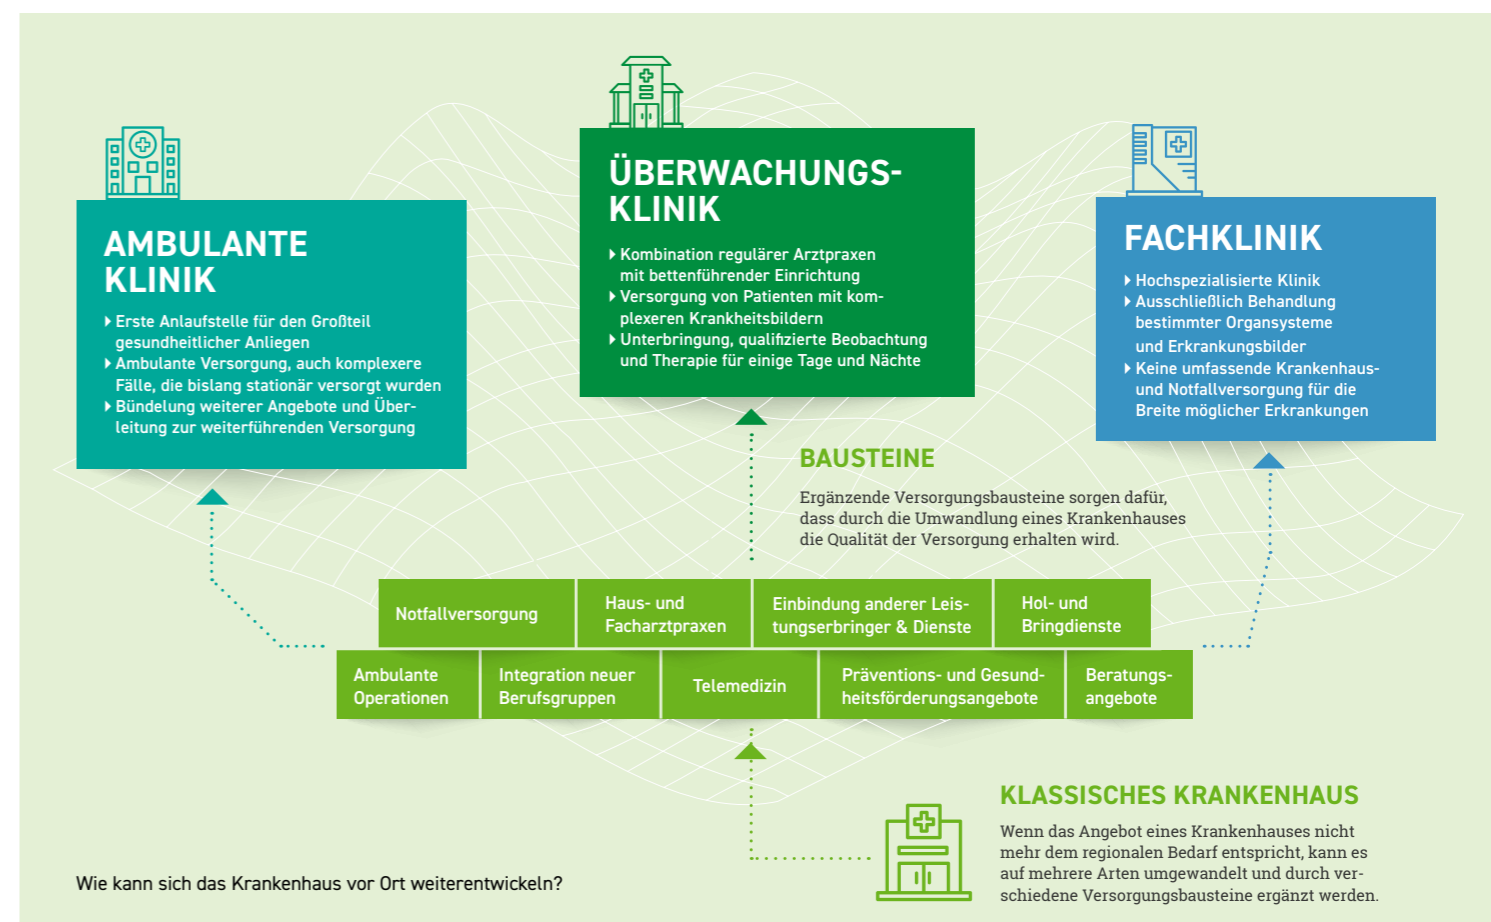 AMBULANTE
KLINIK
Erste Anlaufstelle für den Großteil
gesundheitlicher Anliegen
Ambulante Versorgung, auch komplexere
Fälle, die bislang stationär versorgt wurden
Bündelung weiterer Angebote und Über-
leitung zur weiterführenden Versorgung
ÜBERWACHUNGS-
KLINIK
Kombination regulärer Arztpraxen
mit bettenführender Einrichtung
Versorgung von Patienten mit kom-
plexeren Krankheitsbildern
Unterbringung, qualifizierte Beobachtung
und Therapie für einige Tage und Nächte
FACHKLINIK
Hochspezialisierte Klinik
Ausschließlich Behandlung
bestimmter Organsysteme
und Erkrankungsbilder
Keine umfassende Krankenhaus-
und Notfallversorgung für die
Breite möglicher Erkrankungen
BAUSTEINE
Ergänzende Versorgungsbausteine sorgen dafür,
dass durch die Umwandlung eines Krankenhauses
die Qualität der Versorgung erhalten wird.
Notfallversorgung
Haus- und
Facharztpraxen
Einbindung anderer Leis-
tungserbringer & Dienste
Hol- und
Bringdienste
Ambulante
Operationen
Integration neuer
Berufsgruppen
Telemedizin
Präventions- und Gesund-
heitsförderungsangebote
Beratungs-
angebote
KLASSISCHES KRANKENHAUS
Wenn das Angebot eines Krankenhauses nicht
mehr dem regionalen Bedarf entspricht, kann es
auf mehrere Arten umgewandelt und durch ver-
schiedene Versorgungsbausteine ergänzt werden.
Wie kann sich das Krankenhaus vor Ort weiterentwickeln?